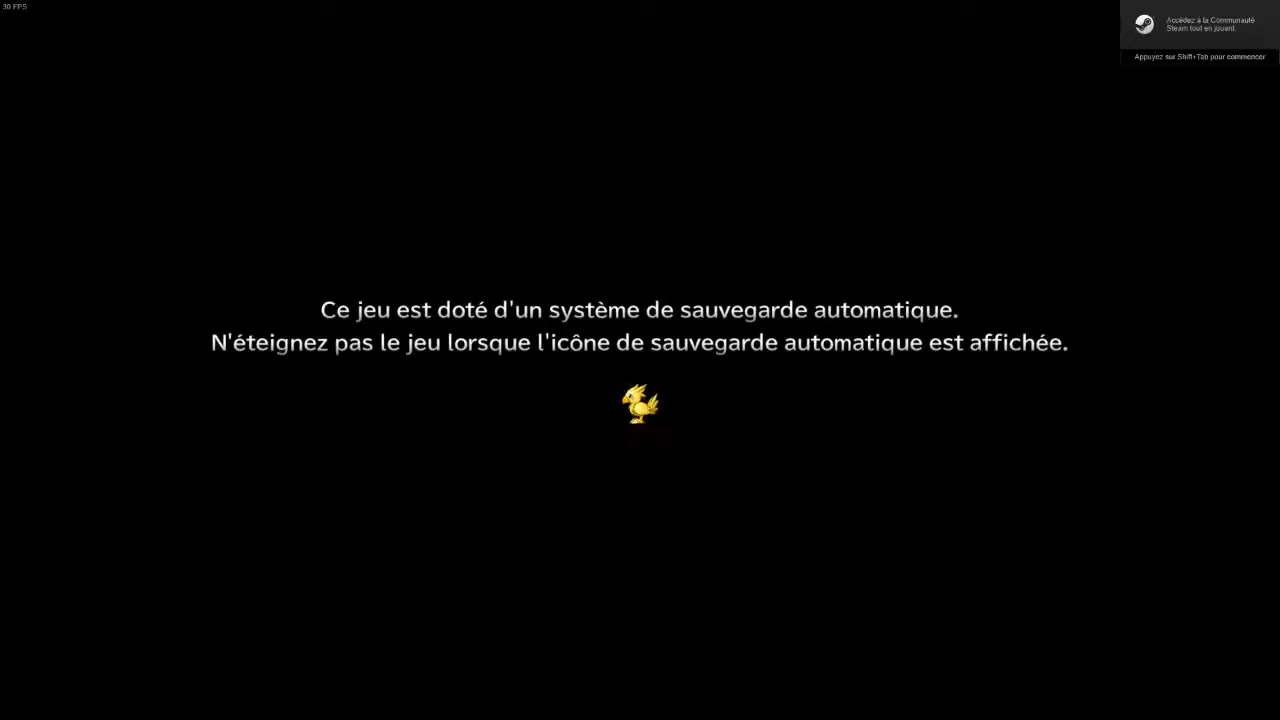 30 FPS
Accédez à la Communauté
Steam tout en jouant.
Appuyez sur Shift+Tab pour commencer
Ce jeu est doté d'un système de sauvegarde automatique.
N'éteignez pas le jeu lorsque l'icône de sauvegarde automatique est affichée.